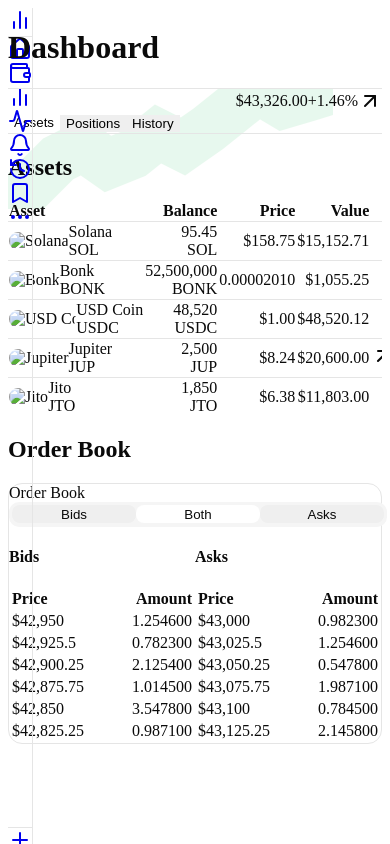 Dashboard
$43,326.00+1.46%
Assets Positions History
Assets
Asset Balance Price Value
Solana Solana SOL 95.45 SOL $158.75 $15,152.71
Bonk Bonk BONK 52,500,000 BONK 0.00002010 $1,055.25
USD Co USD Coin USDC 48,520 USDC $1.00 $48,520.12
Jupiter Jupiter JUP 2,500 JUP $8.24 $20,600.00
Jito Jito JTO 1,850 JTO $6.38 $11,803.00
Order Book
Order Book
Bids Both Asks
Bids Asks
Price Amount Price Amount
$42,950 1.254600 $43,000 0.982300
$42,925.5 0.782300 $43,025.5 1.254600
$42,900.25 2.125400 $43,050.25 0.547800
$42,875.75 1.014500 $43,075.75 1.987100
$42,850 3.547800 $43,100 0.784500
$42,825.25 0.987100 $43,125.25 2.145800